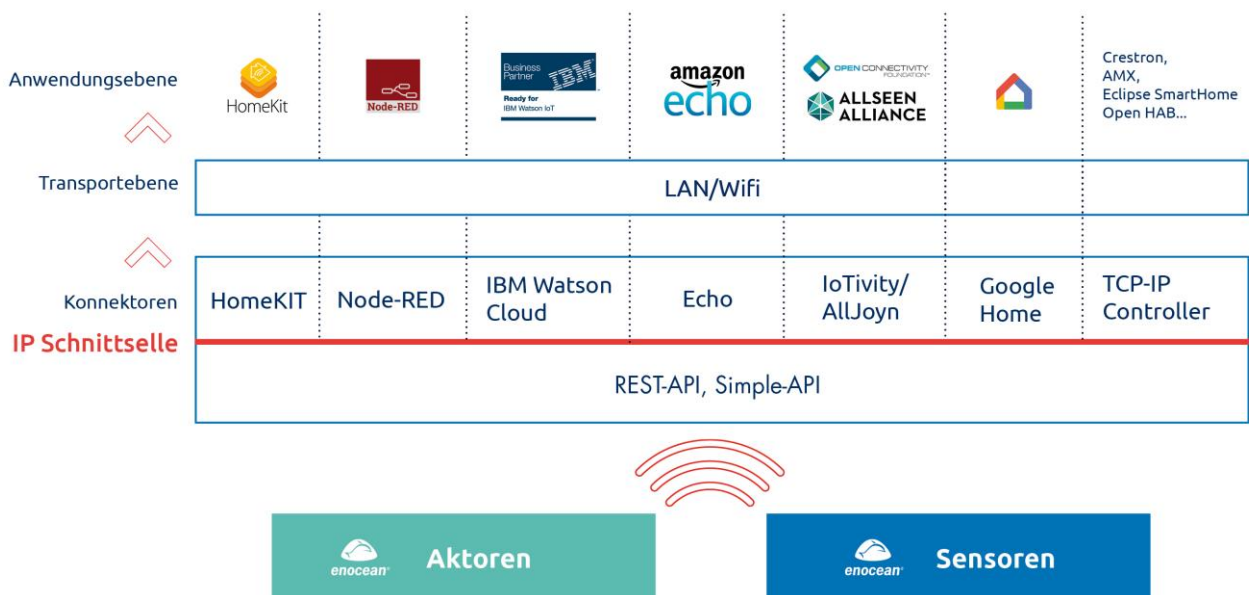 Anwendungsebene
HomeKit
Node-RED
Business
Partner
IBM
Ready for
IBM Watson IoT
amazon
echo
OPEN CONNECTIVITY
FOUNDATION™
ALLSEEN
ALLIANCE
Crestron,
AMX,
Eclipse SmartHome
Open HAB...
Transportebene
LAN/Wifi
Konnektoren
HomeKIT
Node-RED
IBM Watson
Cloud
Echo
IoTivity/
AllJoyn
Google
Home
TCP-IP
Controller
IP Schnittselle
REST-API, Simple-API
enocean®
Aktoren
enocean®
Sensoren